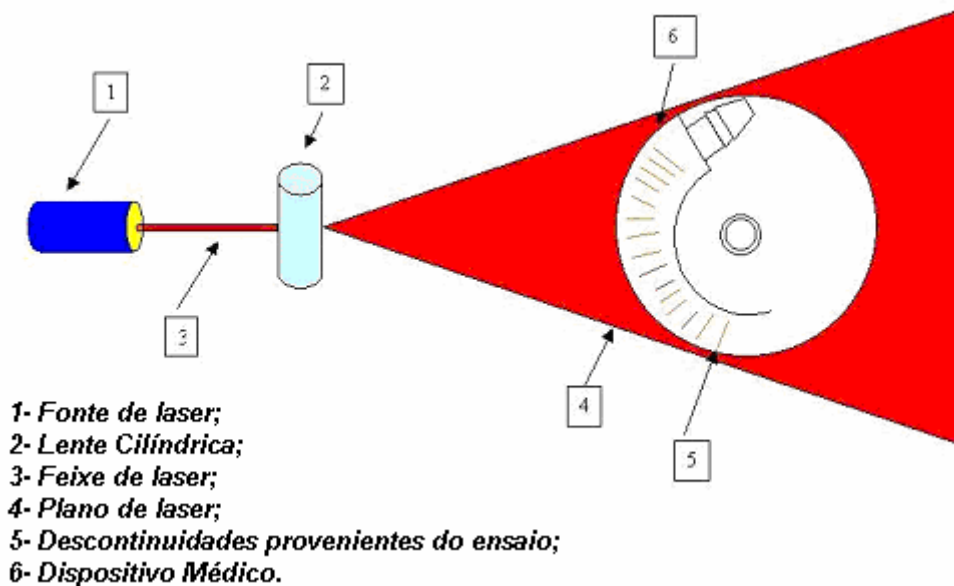 6
2
1
3
4
5
1- Fonte de laser;
2- Lente Cilíndrica;
3- Feixe de laser;
4- Plano de laser;
5- Descontinuidades provenientes do ensaio;
6- Dispositivo Médico.